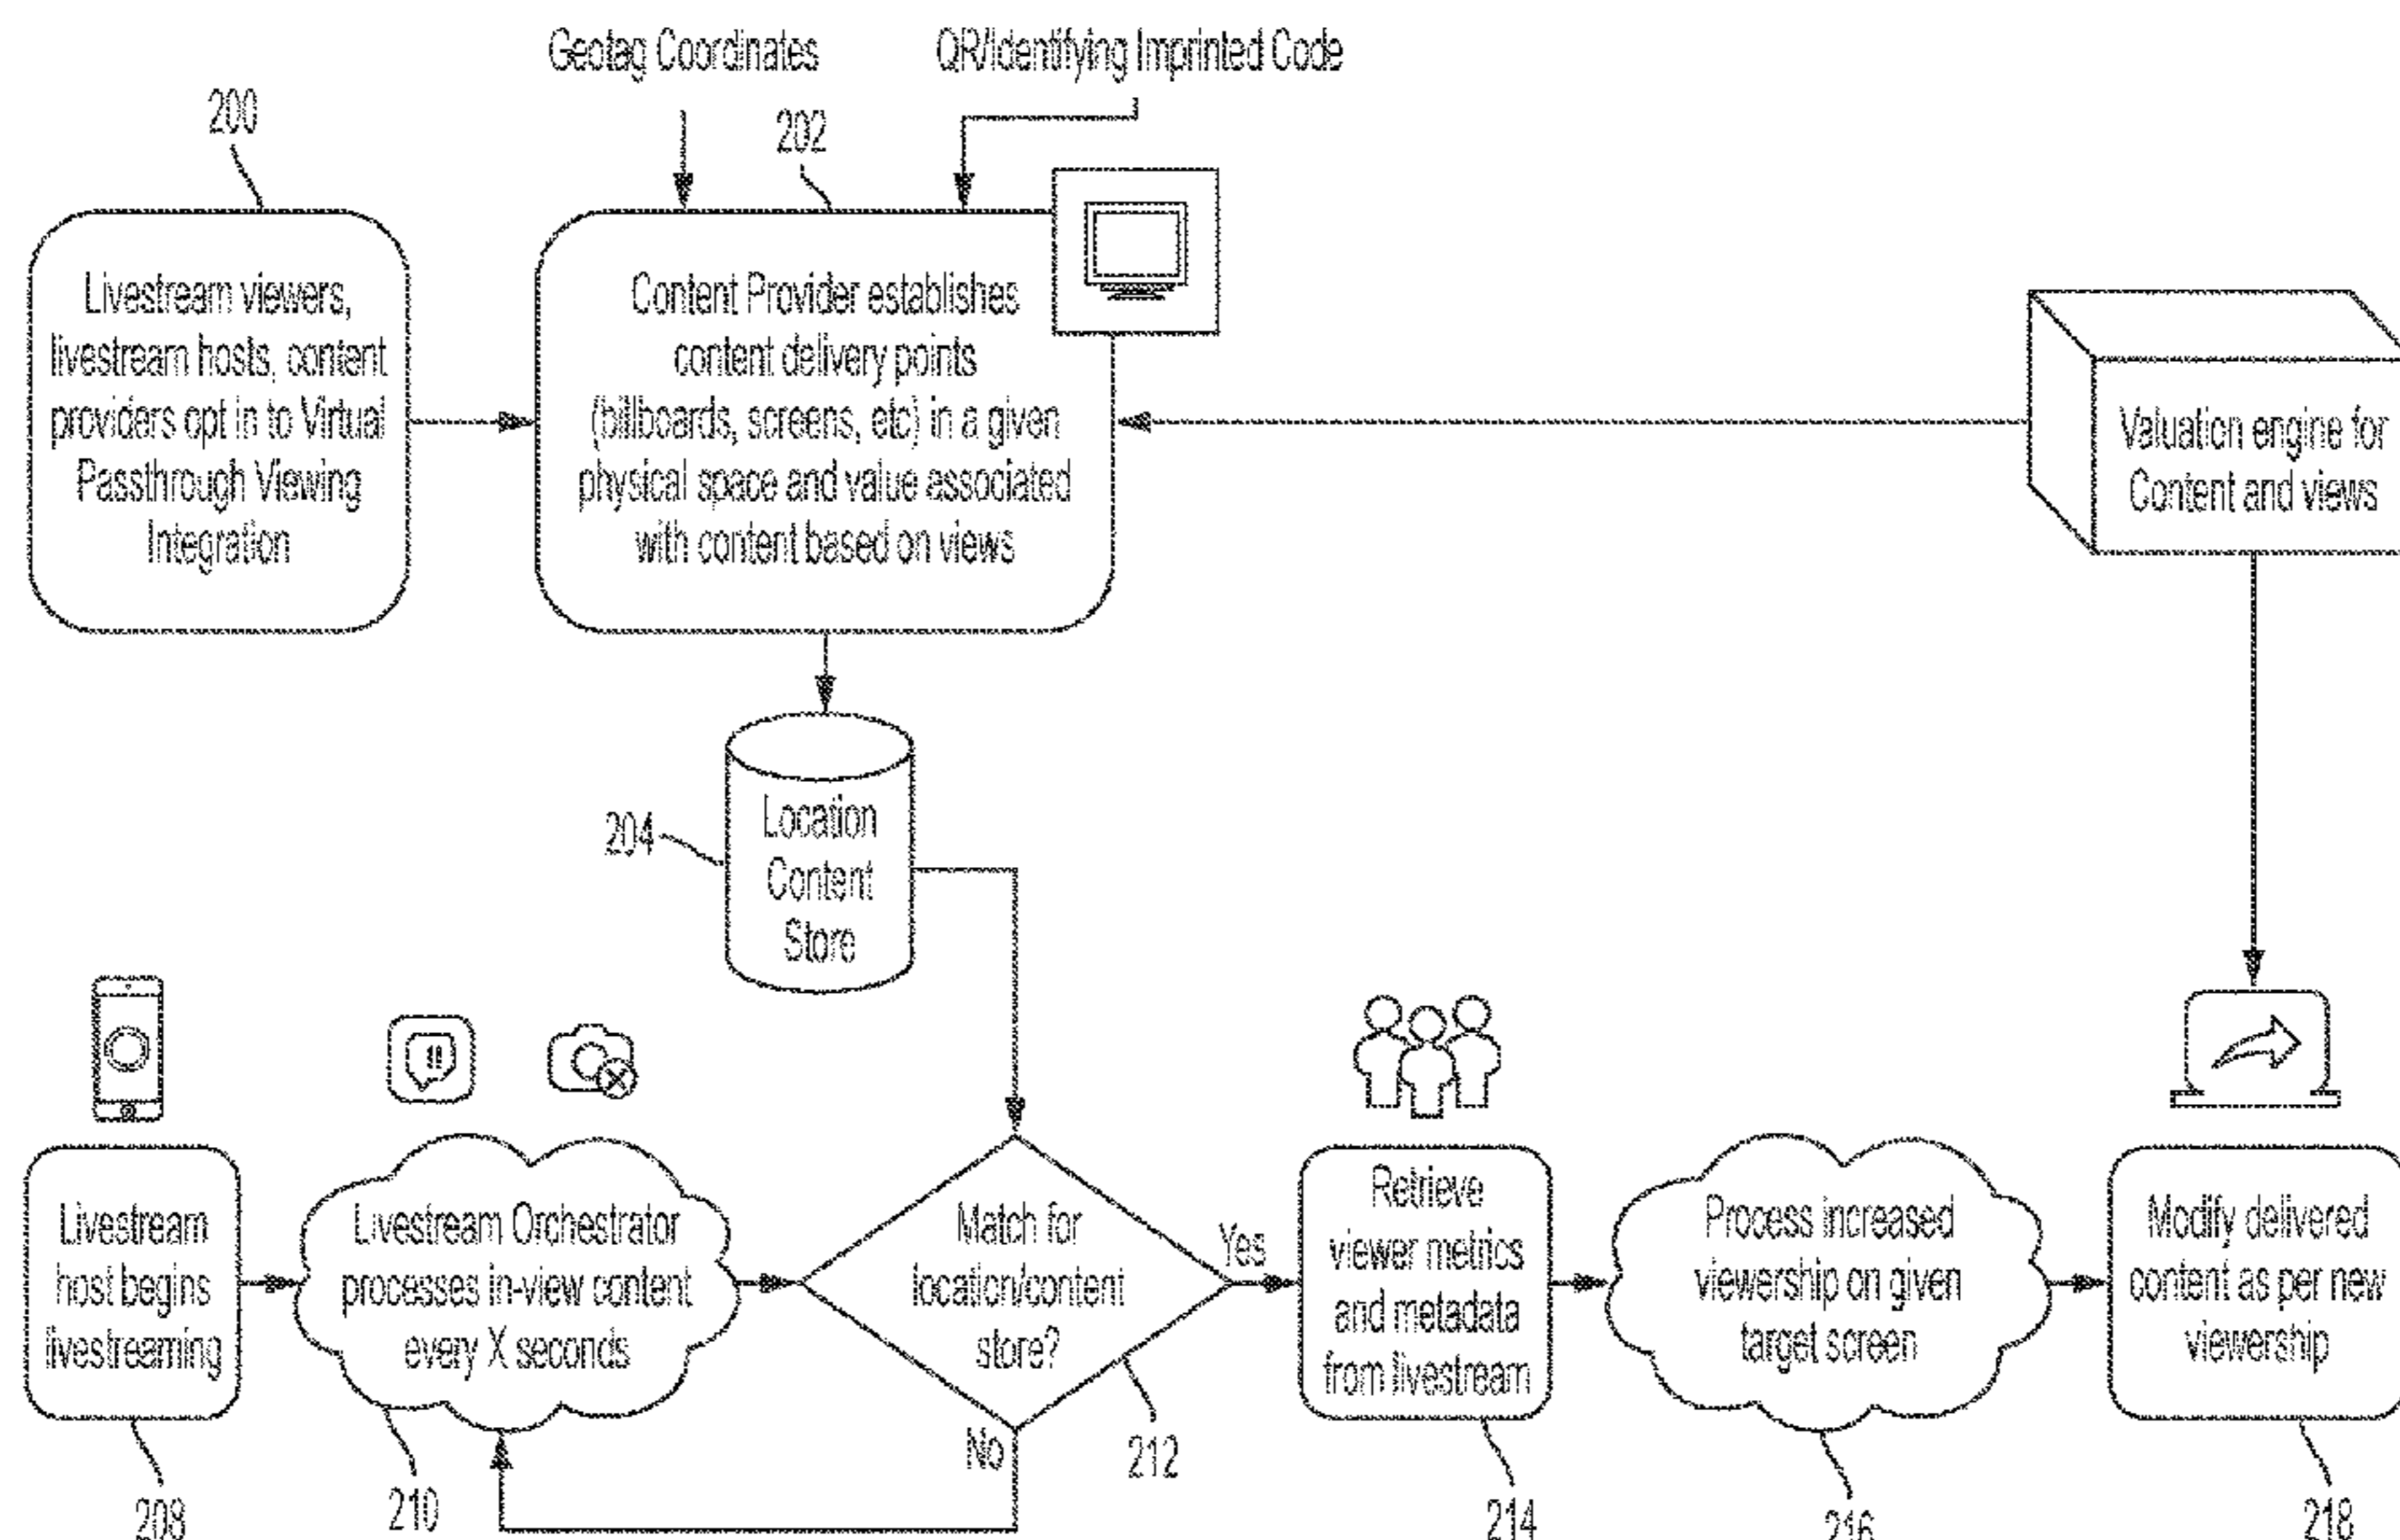 Geotag Coordinates
QR/Identifying Imprinted Code
200
202
Livestream viewers,
livestream hosts, content
providers opt in to Virtual
Passthrough Viewing
Integration
Content Provider establishes
content delivery points
(billboards, screens, etc) in a given
physical space and value associated
with content based on views
Valuation engine for
Content and views
204
Location
Content
Store
Livestream
host begins
livestreaming
Livestream Orchestrator
processes in-view content
every X seconds
Match for
location/content
store?
Yes
No
Retrieve
viewer metrics
and metadata
from livestream
Process increased
viewership on given
target screen
Modify delivered
content as per new
viewership
208
210
212
214
216
218